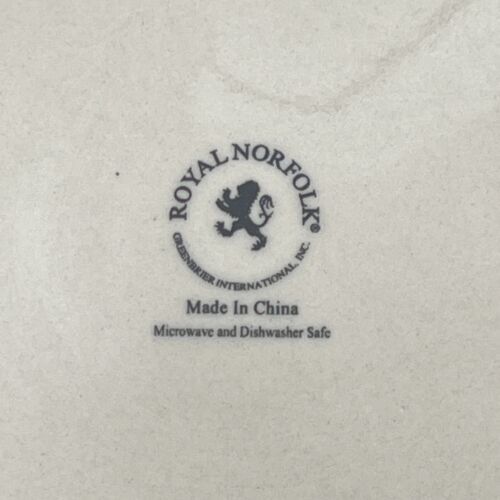 ROYAL NORFOLK®
GREENBRIER INTERNATIONAL, INC.
Made In China
Microwave and Dishwasher Safe